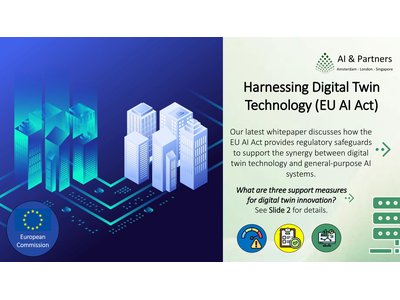 AI & Partners
Amsterdam - London - Singapore
Harnessing Digital Twin
Technology (EU AI Act)
Our latest whitepaper discusses how the
EU AI Act provides regulatory safeguards
to support the synergy between digital
twin technology and general-purpose AI
systems.
What are three support measures
for digital twin innovation?
See Slide 2 for details.
European
Commission